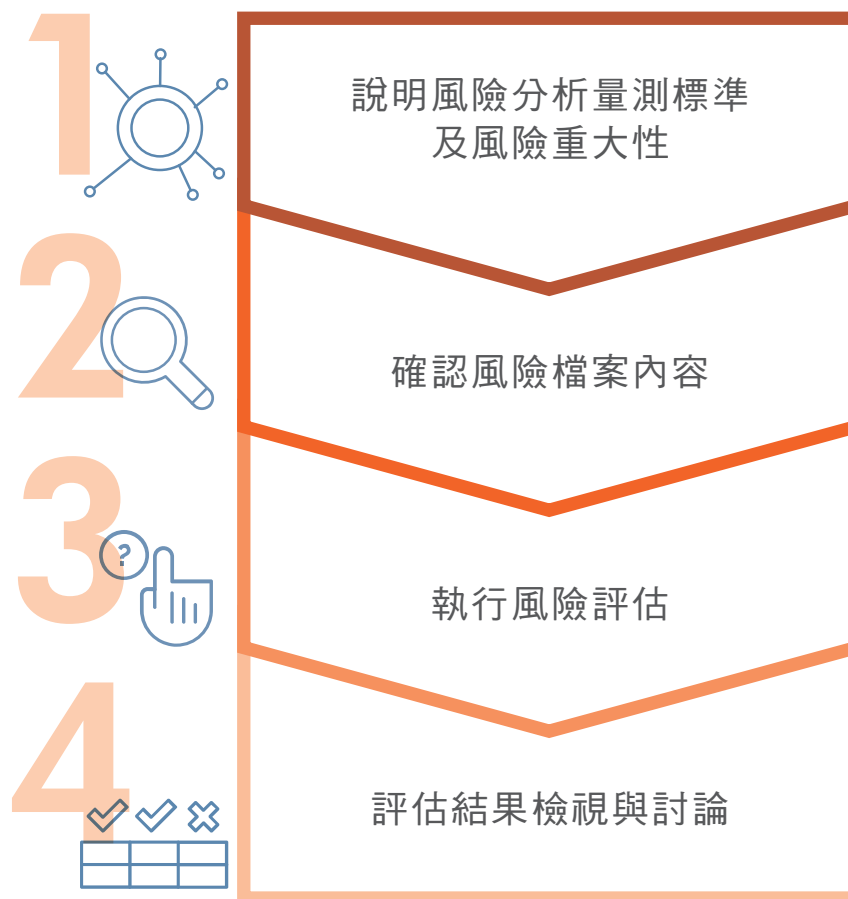 1
說明風險分析量測標準
及風險重大性
2
確認風險檔案內容
3
?
執行風險評估
4
評估結果檢視與討論